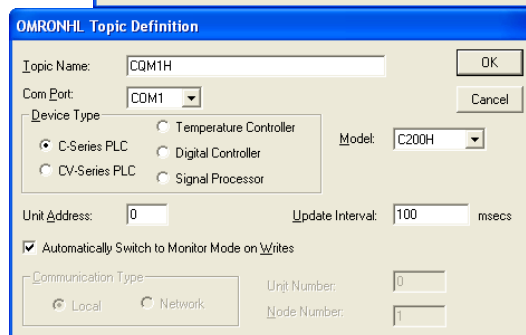 OMRONHL Topic Definition
Topic Name: CQM1H OK
Com Port: COM1 Cancel
Device Type
Temperature Controller
C-Series PLC Digital Controller Model: C200H
CV-Series PLC Signal Processor
Unit Address: 0 Update Interval: 100 msecs
Automatically Switch to Monitor Mode on Writes
Communication Type
Local Network
Unit Number: 0
Node Number: 1